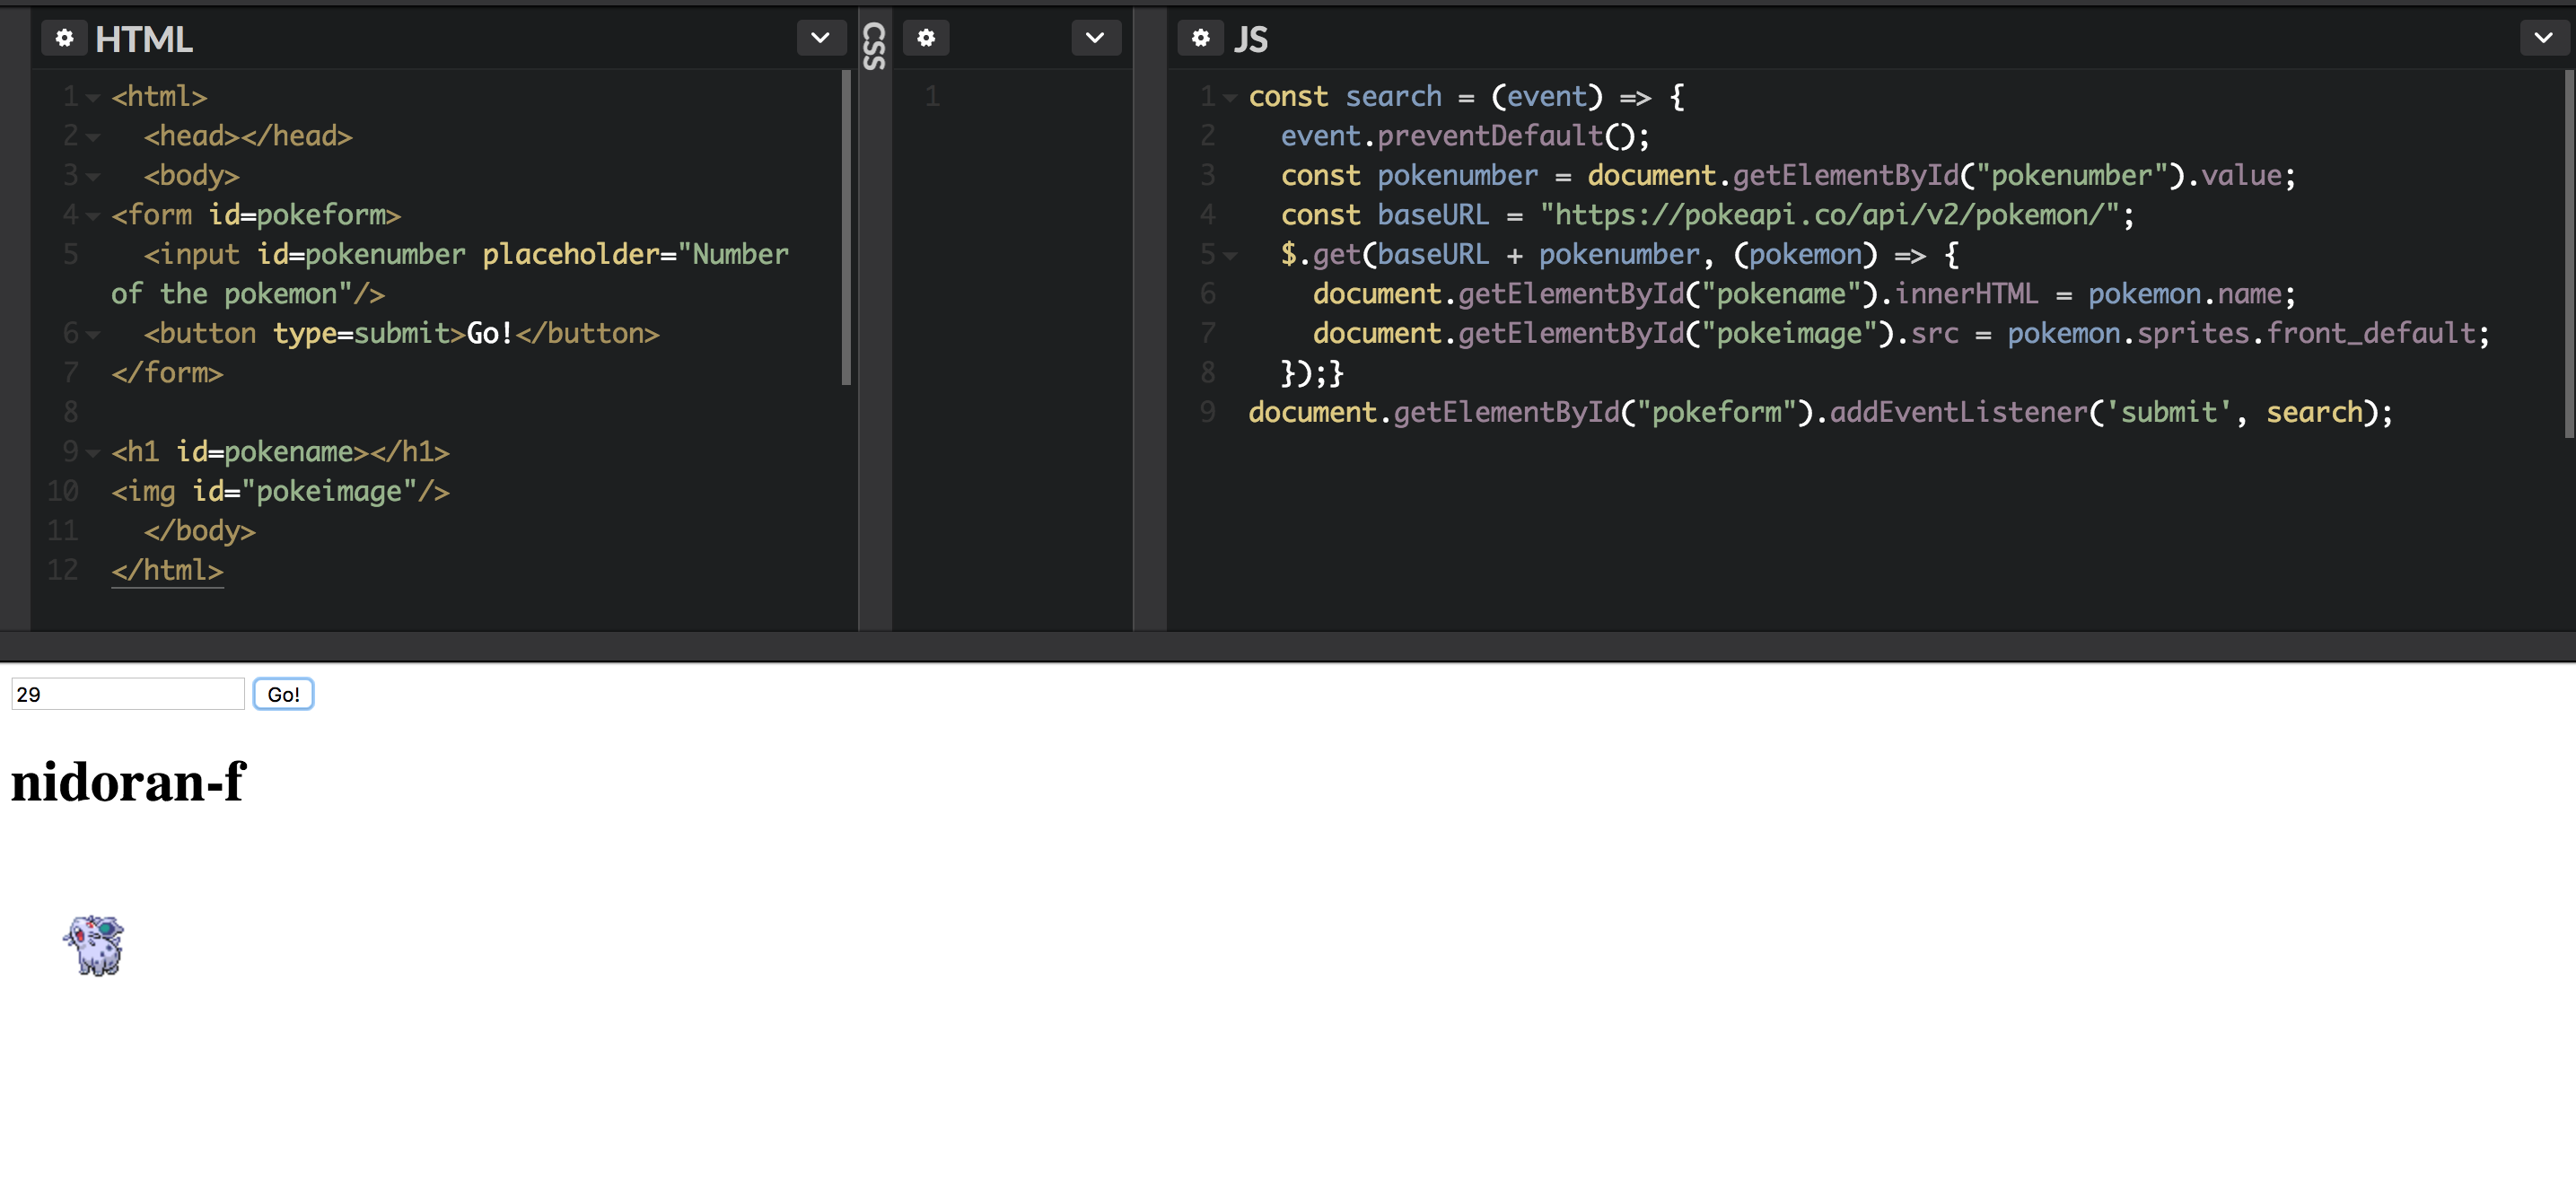 HTML
1 <html>
2 <head></head>
3 <body>
4 <form id=pokeform>
5 <input id=pokenumber placeholder="Number
of the pokemon"/>
6 <button type=submit>Go!</button>
7 </form>
8
9 <h1 id=pokename></h1>
10 <img id="pokeimage"/>
11 </body>
12 </html>
CSS
1
JS
1 const search = (event) => {
2 event.preventDefault();
3 const pokenumber = document.getElementById("pokenumber").value;
4 const baseURL = "https://pokeapi.co/api/v2/pokemon/";
5 $.get(baseURL + pokenumber, (pokemon) => {
6 document.getElementById("pokename").innerHTML = pokemon.name;
7 document.getElementById("pokeimage").src = pokemon.sprites.front_default;
8 });}
9 document.getElementById("pokeform").addEventListener('submit', search);
29 Go!
nidoran-f